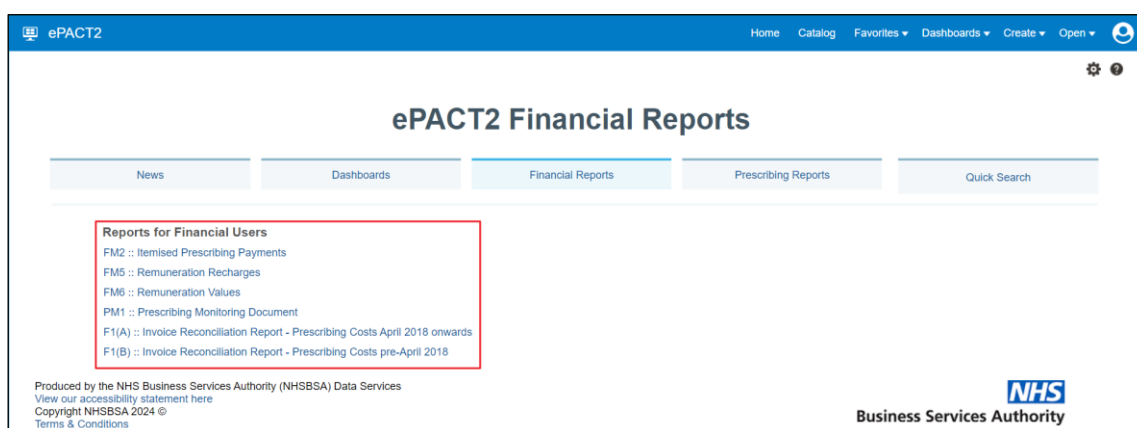 ePACT2
Home Catalog Favorites Dashboards Create Open
ePACT2 Financial Reports
News
Dashboards
Financial Reports
Prescribing Reports
Quick Search
Reports for Financial Users
FM2 :: Itemised Prescribing Payments
FM5 :: Remuneration Recharges
FM6 :: Remuneration Values
PM1 :: Prescribing Monitoring Document
F1(A) :: Invoice Reconciliation Report - Prescribing Costs April 2018 onwards
F1(B) :: Invoice Reconciliation Report - Prescribing Costs pre-April 2018
Produced by the NHS Business Services Authority (NHSBSA) Data Services
View our accessibility statement here
Copyright NHSBSA 2024 ©
Terms & Conditions
NHS
Business Services Authority